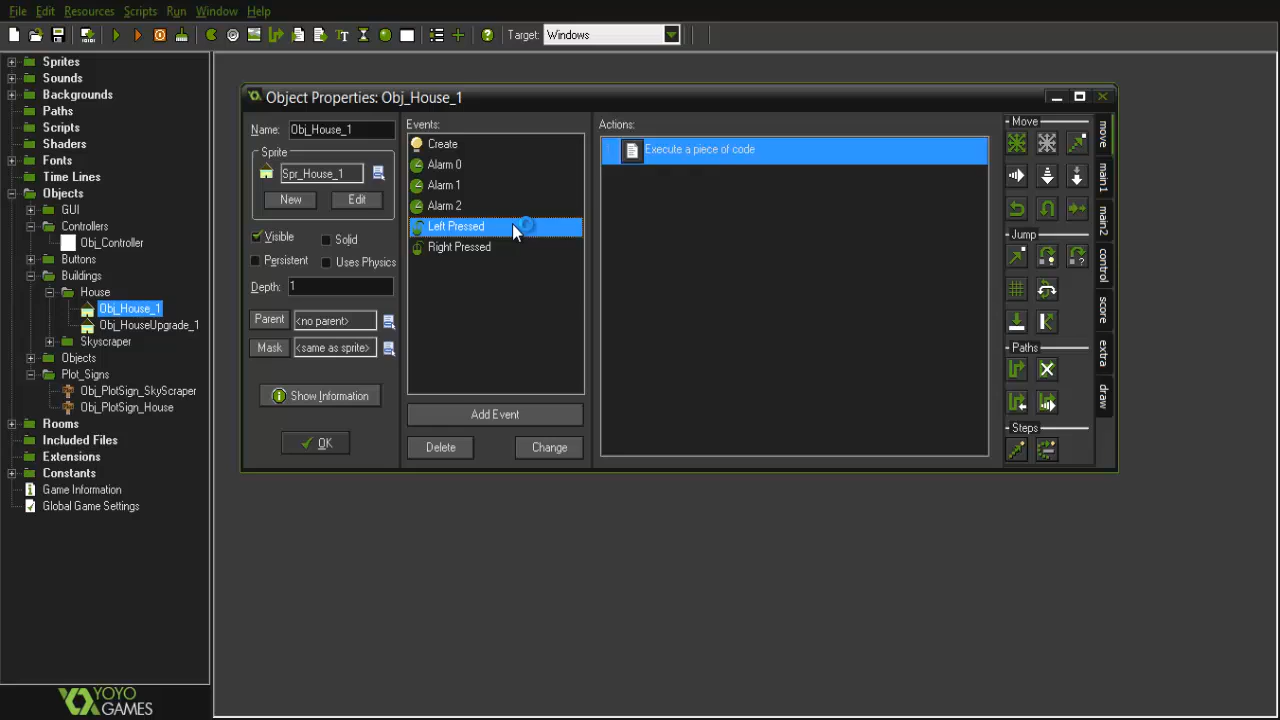 File Edit Resources Scripts Run Window Help
Target: Windows
Sprites
Sounds
Backgrounds
Paths
Scripts
Shaders
Fonts
Time Lines
Objects
GUI
Controllers
Obj_Controller
Buttons
Buildings
House
Obj_House_1
Obj_HouseUpgrade_1
Skyscraper
Objects
Plot_Signs
Obj_PlotSign_SkyScraper
Obj_PlotSign_House
Rooms
Included Files
Extensions
Constants
Game Information
Global Game Settings
YOYO
GAMES
Object Properties: Obj_House_1
Name: Obj_House_1
Sprite
Spr_House_1
New Edit
Visible Solid
Persistent Uses Physics
Depth: 1
Parent <no parent>
Mask <same as sprite>
Show Information
OK
Events:
Create
Alarm 0
Alarm 1
Alarm 2
Left Pressed
Right Pressed
Add Event
Delete Change
Actions:
Execute a piece of code
Move
Jump
Paths
Steps
move
main1
main2
control
score
extra
draw